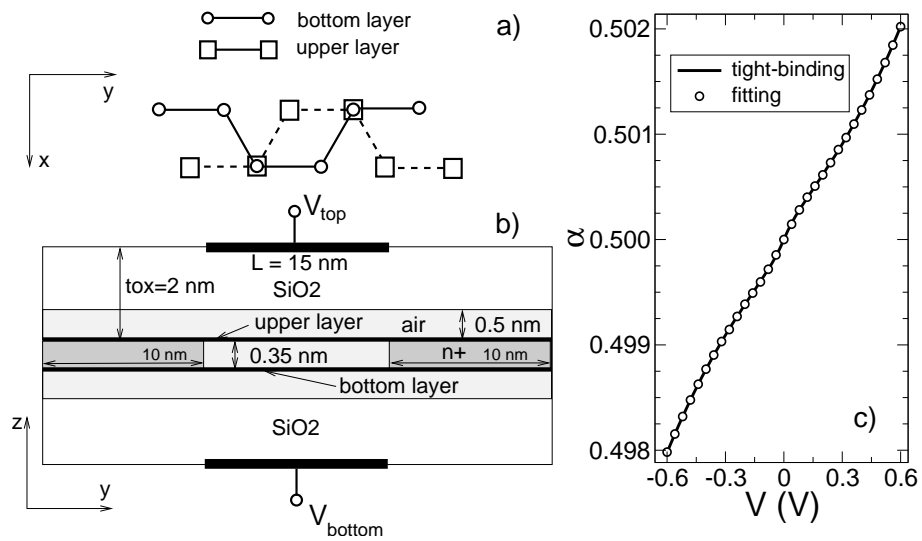 bottom layer
upper layer
a)
y
x
b)
V_top
L = 15 nm
tox=2 nm
SiO2
upper layer
air
0.5 nm
10 nm
0.35 nm
n+
10 nm
bottom layer
z
SiO2
y
V_bottom
0.502
tight-binding
fitting
0.501
α
0.500
0.499
c)
0.498
-0.6
-0.3
0
0.3
0.6
V (V)